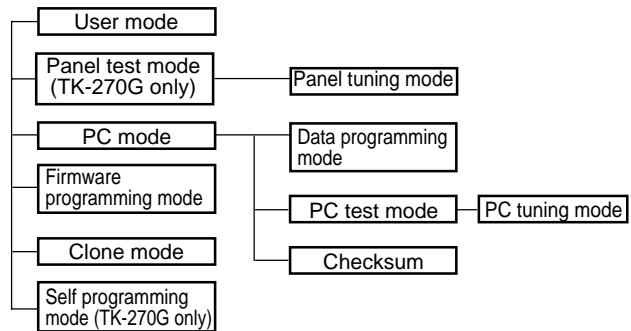 User mode
Panel test mode
(TK-270G only)
Panel tuning mode
PC mode
Data programming
mode
Firmware
programming mode
PC test mode
PC tuning mode
Clone mode
Checksum
Self programming
mode (TK-270G only)